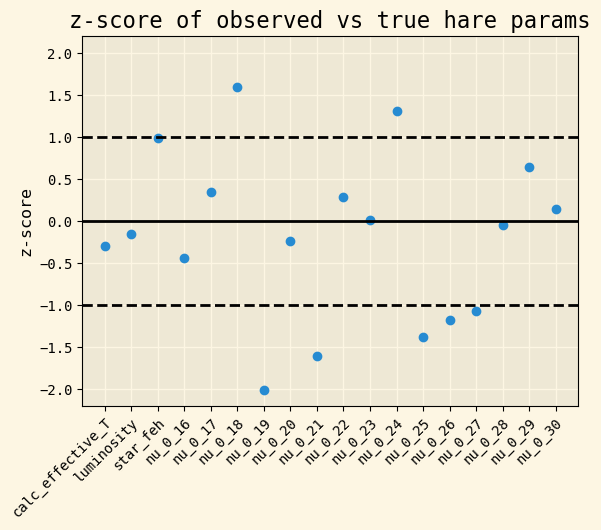 z-score of observed vs true hare params
2.0
1.5
1.0
0.5
0.0
−0.5
−1.0
−1.5
−2.0
z-score
calc_effective_T
luminosity
star_feh
nu_0_16
nu_0_17
nu_0_18
nu_0_19
nu_0_20
nu_0_21
nu_0_22
nu_0_23
nu_0_24
nu_0_25
nu_0_26
nu_0_27
nu_0_28
nu_0_29
nu_0_30